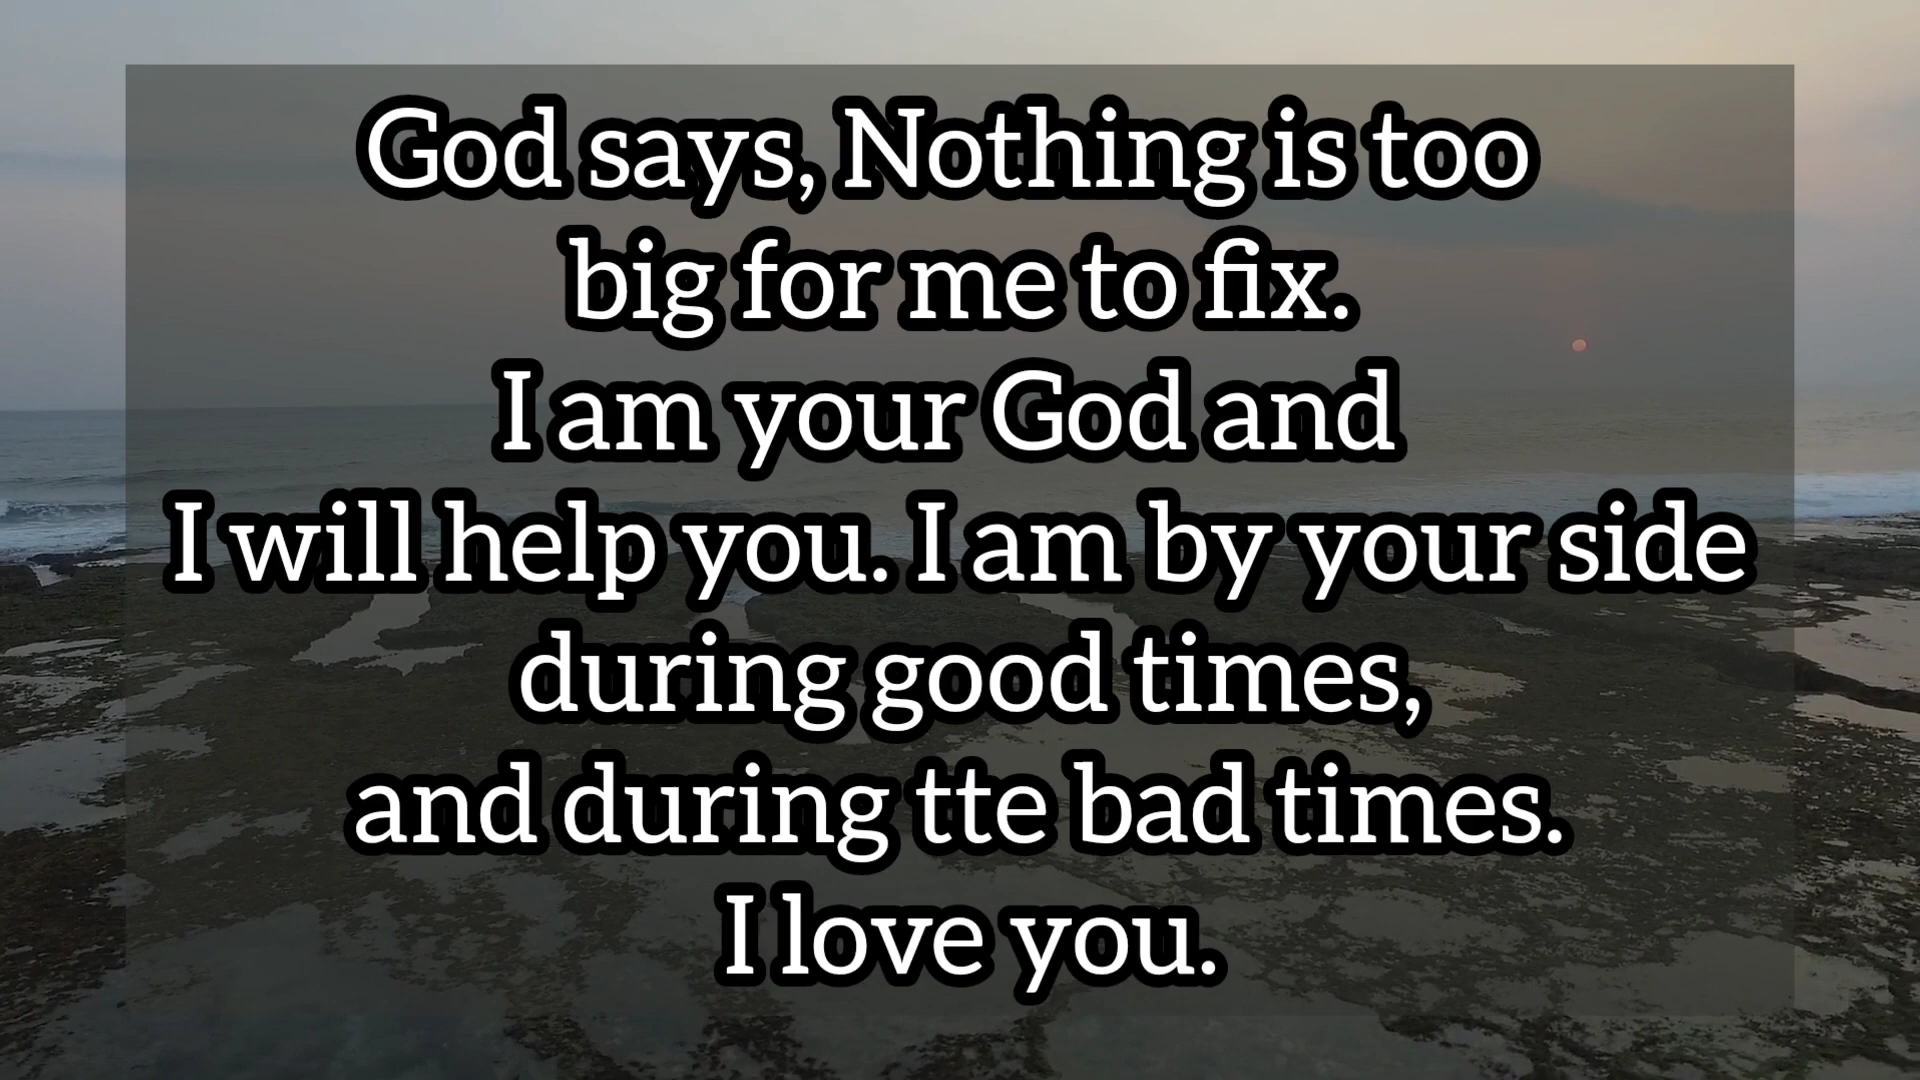 God says, Nothing is too
big for me to fix.
I am your God and
I will help you. I am by your side
during good times,
and during tte bad times.
I love you.